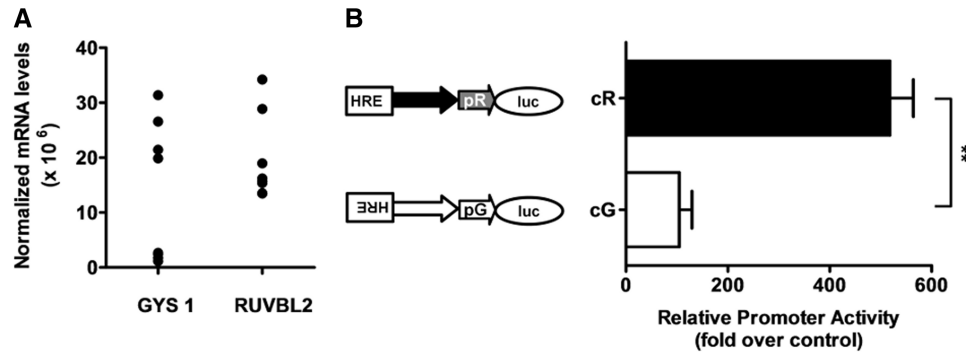 A
B
Normalized mRNA levels
(x 10 6)
40
30
20
10
0
GYS 1
RUVBL2
HRE
pR
luc
HRE
pG
luc
cR
cG
**
0
200
400
600
Relative Promoter Activity
(fold over control)